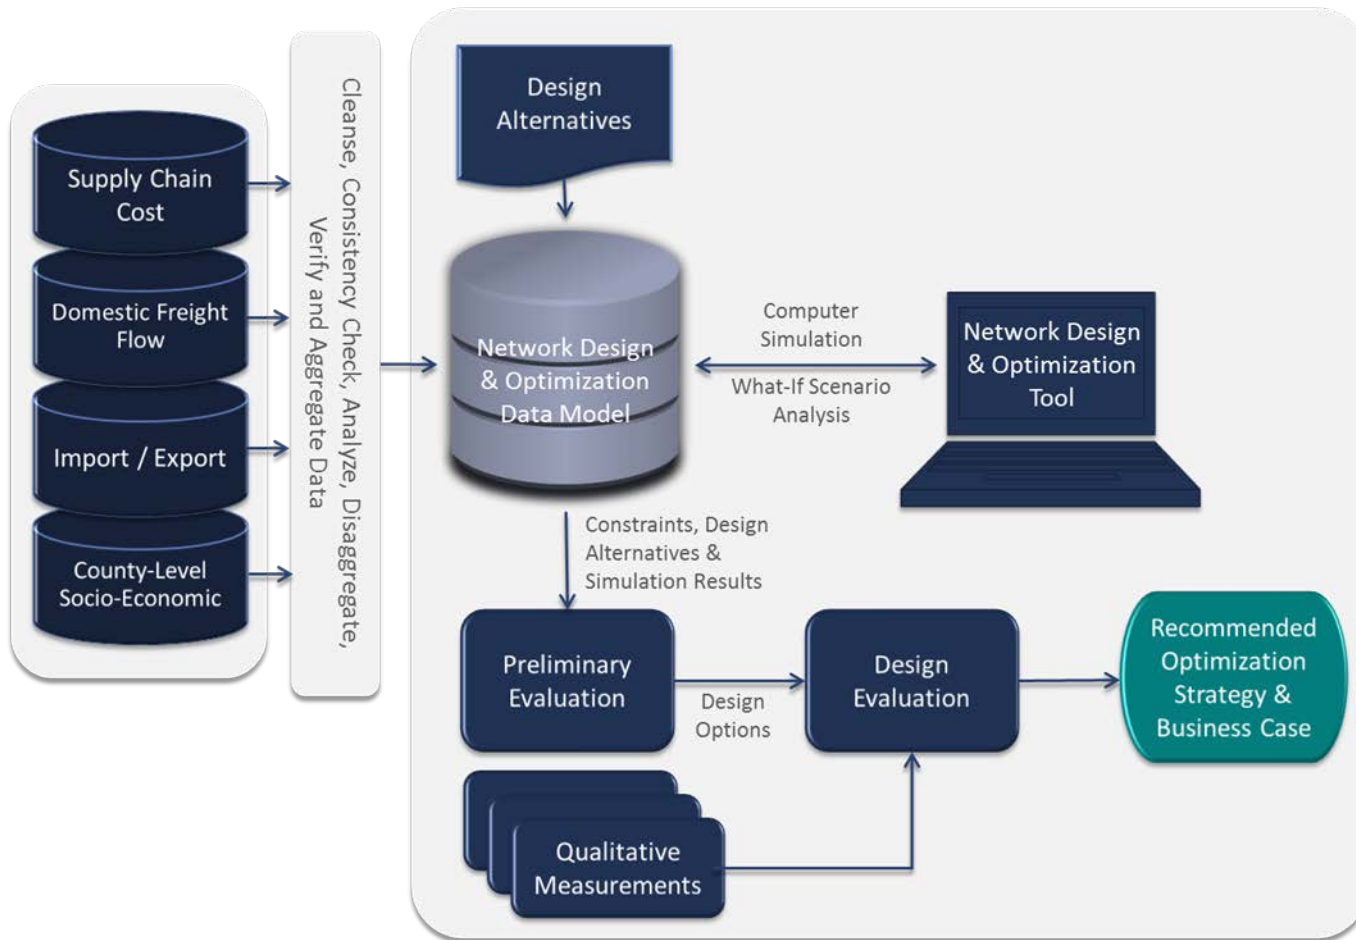 Supply Chain
Cost
Domestic Freight
Flow
Import / Export
County-Level
Socio-Economic
Cleanse, Consistency Check, Analyze, Disaggregate,
Verify and Aggregate Data
Design
Alternatives
Network Design
& Optimization
Data Model
Computer
Simulation
What-If Scenario
Analysis
Network Design
& Optimization
Tool
Constraints, Design
Alternatives &
Simulation Results
Preliminary
Evaluation
Design
Options
Design
Evaluation
Recommended
Optimization
Strategy &
Business Case
Qualitative
Measurements